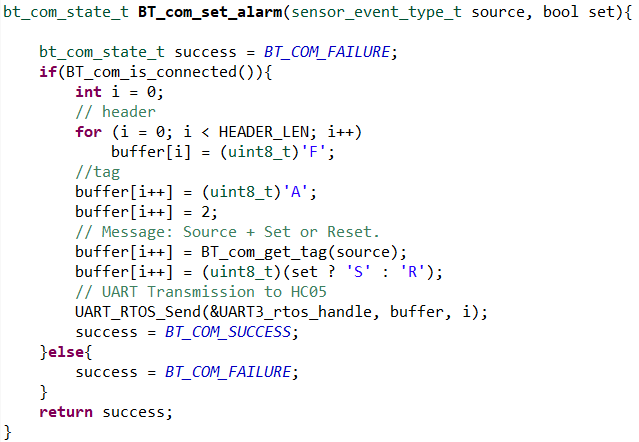 bt_com_state_t BT_com_set_alarm(sensor_event_type_t source, bool set){

    bt_com_state_t success = BT_COM_FAILURE;
    if(BT_com_is_connected()){
        int i = 0;
        // header
        for (i = 0; i < HEADER_LEN; i++)
            buffer[i] = (uint8_t)'F';
        //tag
        buffer[i++] = (uint8_t)'A';
        buffer[i++] = 2;
        // Message: Source + Set or Reset.
        buffer[i++] = BT_com_get_tag(source);
        buffer[i++] = (uint8_t)(set ? 'S' : 'R');
        // UART Transmission to HC05
        UART_RTOS_Send(&UART3_rtos_handle, buffer, i);
        success = BT_COM_SUCCESS;
    }else{
        success = BT_COM_FAILURE;
    }
    return success;
}